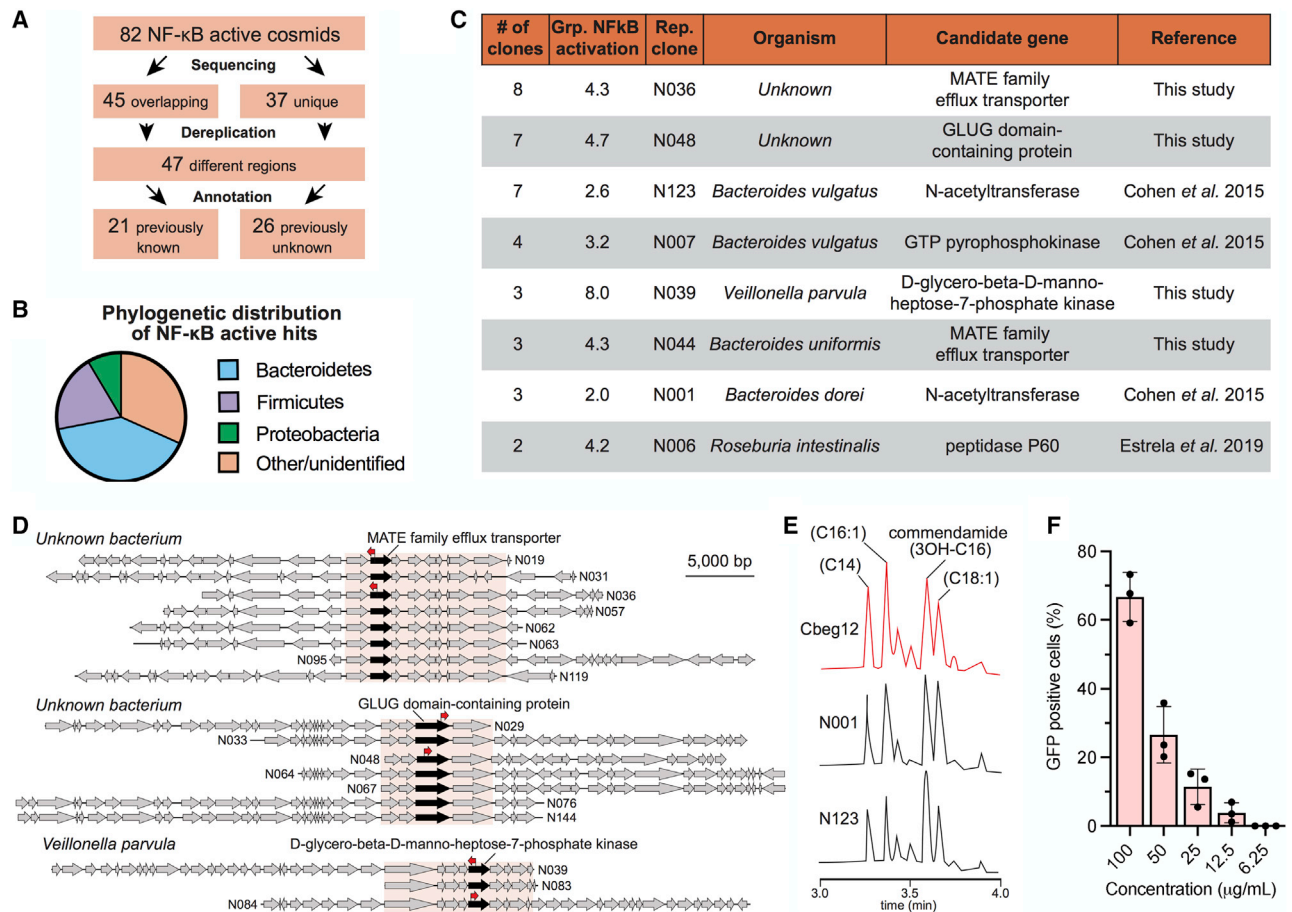 A
82 NF-κB active cosmids
Sequencing
45 overlapping
37 unique
Dereplication
47 different regions
Annotation
21 previously
known
26 previously
unknown
B
Phylogenetic distribution
of NF-κB active hits
Bacteroidetes
Firmicutes
Proteobacteria
Other/unidentified
C
# of
clones
Grp. NFkB
activation
Rep.
clone
Organism
Candidate gene
Reference
8 4.3 N036 Unknown MATE family
efflux transporter This study
7 4.7 N048 Unknown GLUG domain-
containing protein This study
7 2.6 N123 Bacteroides vulgatus N-acetyltransferase Cohen et al. 2015
4 3.2 N007 Bacteroides vulgatus GTP pyrophosphokinase Cohen et al. 2015
3 8.0 N039 Veillonella parvula D-glycero-beta-D-manno-
heptose-7-phosphate kinase This study
3 4.3 N044 Bacteroides uniformis MATE family
efflux transporter This study
3 2.0 N001 Bacteroides dorei N-acetyltransferase Cohen et al. 2015
2 4.2 N006 Roseburia intestinalis peptidase P60 Estrela et al. 2019
D
Unknown bacterium
MATE family efflux transporter
5,000 bp
N019
N031
N036
N057
N062
N063
N095
N119
Unknown bacterium
GLUG domain-containing protein
N029
N033
N048
N064
N067
N076
N144
Veillonella parvula
D-glycero-beta-D-manno-heptose-7-phosphate kinase
N039
N083
N084
E
(C16:1)
commendamide
(3OH-C16)
(C14)
(C18:1)
Cbeg12
N001
N123
3.0 3.5 4.0
time (min)
F
GFP positive cells (%)
80
60
40
20
0
100 50 25 12.5 6.25
Concentration (μg/mL)